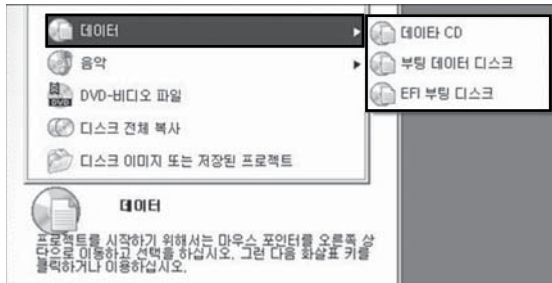 데이터
데이타 CD
음악
부팅 데이터 디스크
DVD-비디오 파일
EFI 부팅 디스크
디스크 전체 복사
디스크 이미지 또는 저장된 프로젝트
데이터
프로젝트를 시작하기 위해서는 마우스 포인터를 오른쪽 상
단으로 이동하고 선택을 하십시오. 그런 다음 화살표 키를
클릭하거나 이용하십시오.